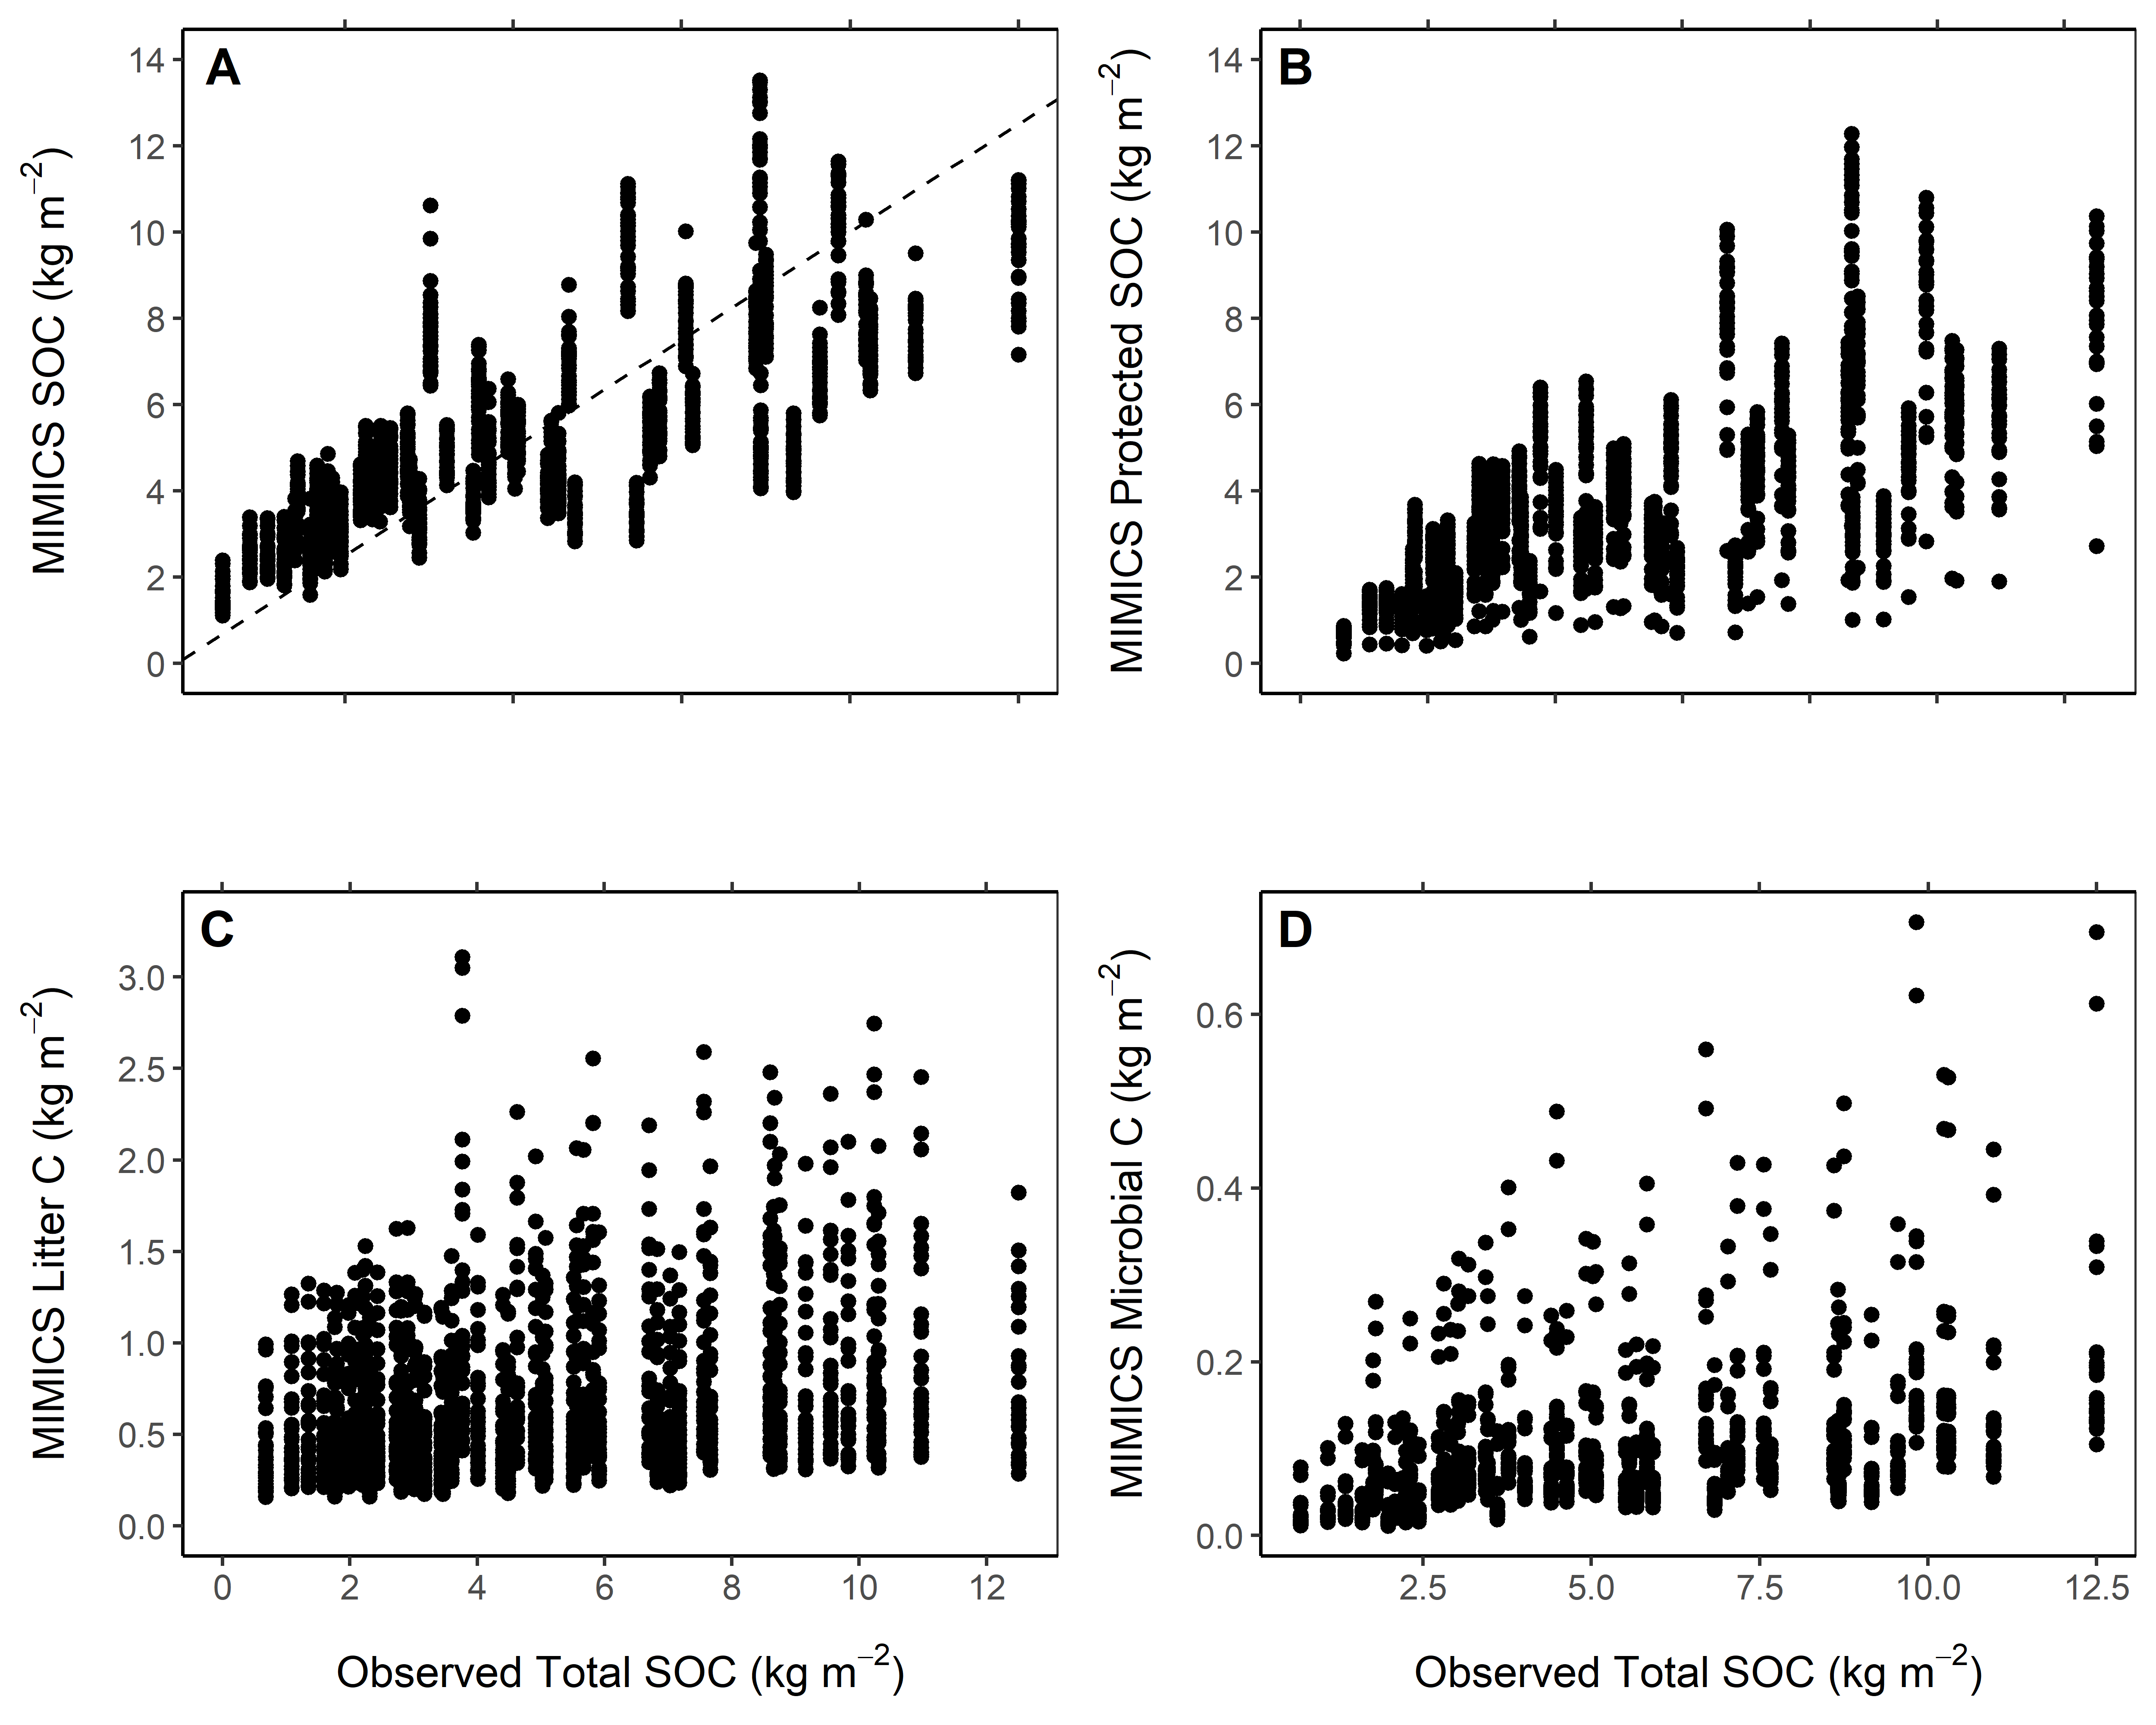 A
MIMICS SOC (kg m−2)
14
12
10
8
6
4
2
0
B
MIMICS Protected SOC (kg m−2)
14
12
10
8
6
4
2
0
C
MIMICS Litter C (kg m−2)
3.0
2.5
2.0
1.5
1.0
0.5
0.0
0 2 4 6 8 10 12
Observed Total SOC (kg m−2)
D
MIMICS Microbial C (kg m−2)
0.6
0.4
0.2
0.0
2.5 5.0 7.5 10.0 12.5
Observed Total SOC (kg m−2)